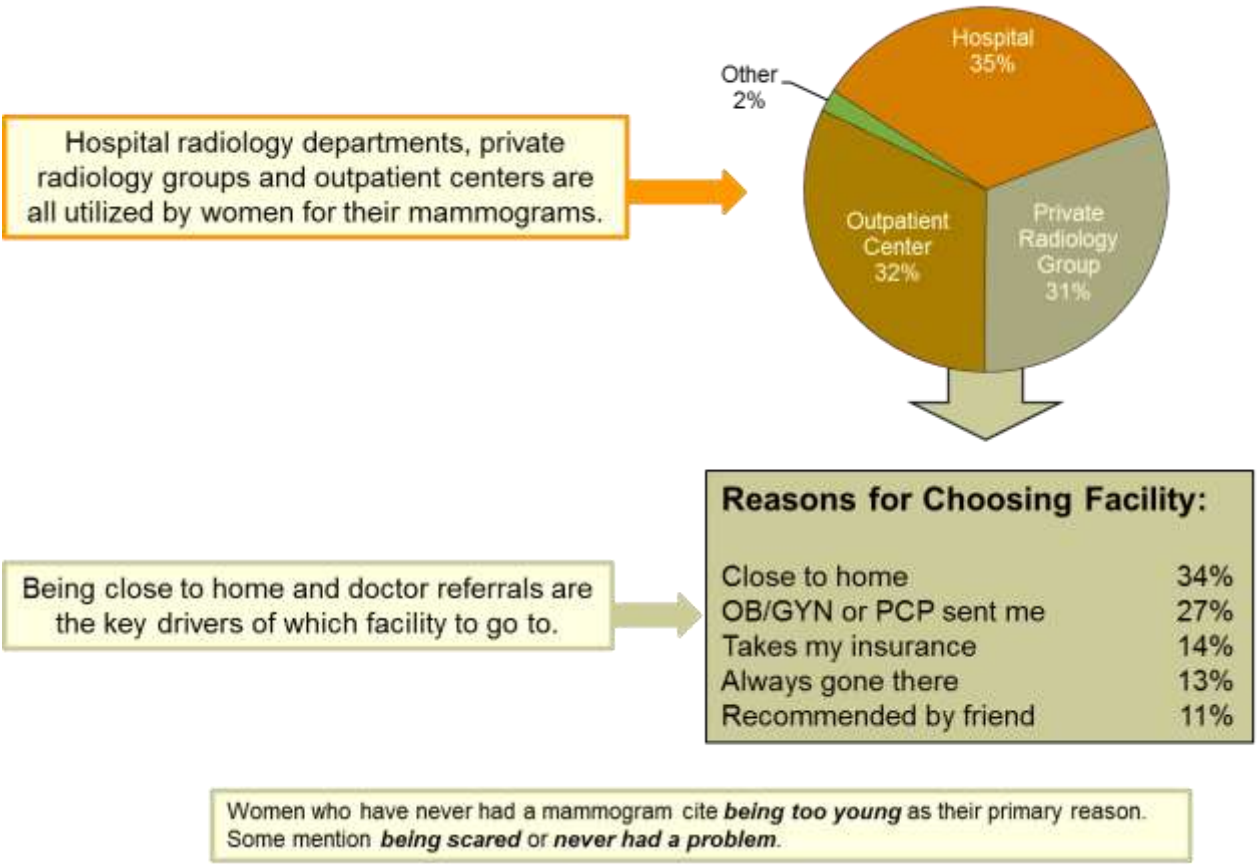 Hospital
35%
Other
2%
Hospital radiology departments, private
radiology groups and outpatient centers are
all utilized by women for their mammograms.
Outpatient
Center
32%
Private
Radiology
Group
31%
Reasons for Choosing Facility:
Close to home 34%
OB/GYN or PCP sent me 27%
Takes my insurance 14%
Always gone there 13%
Recommended by friend 11%
Being close to home and doctor referrals are
the key drivers of which facility to go to.
Women who have never had a mammogram cite being too young as their primary reason.
Some mention being scared or never had a problem.